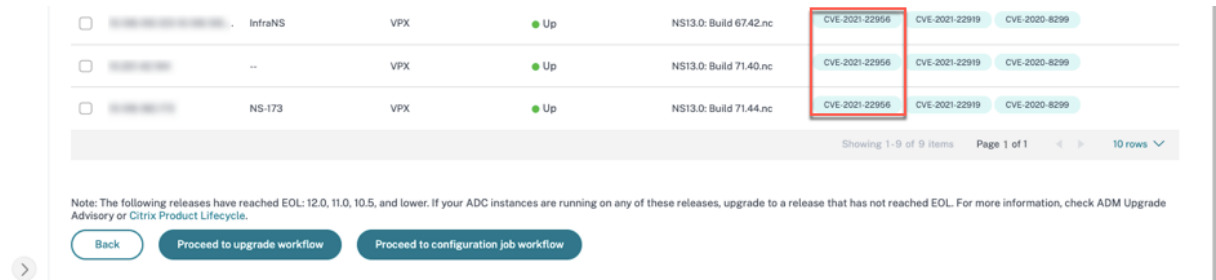 InfraNS VPX Up NS13.0: Build 67.42.nc CVE-2021-22956 CVE-2021-22919 CVE-2020-8299
-- VPX Up NS13.0: Build 71.40.nc CVE-2021-22956 CVE-2021-22919 CVE-2020-8299
NS-173 VPX Up NS13.0: Build 71.44.nc CVE-2021-22956 CVE-2021-22919 CVE-2020-8299
Showing 1-9 of 9 items Page 1 of 1 10 rows
Note: The following releases have reached EOL: 12.0, 11.0, 10.5, and lower. If your ADC instances are running on any of these releases, upgrade to a release that has not reached EOL. For more information, check ADM Upgrade
Advisory or Citrix Product Lifecycle.
Back Proceed to upgrade workflow Proceed to configuration job workflow